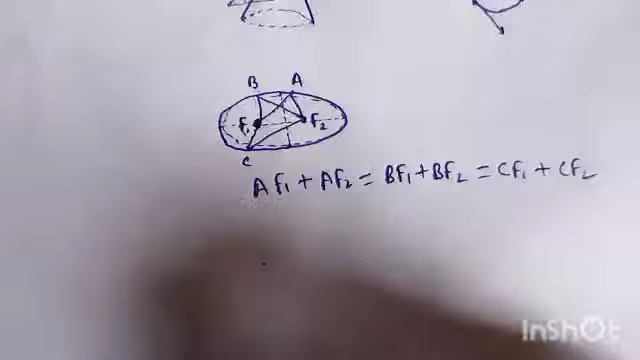 B A
f₁ f₂
C
Af₁ + Af₂ = Bf₁ + Bf₂ = Cf₁ + Cf₂
InShOt